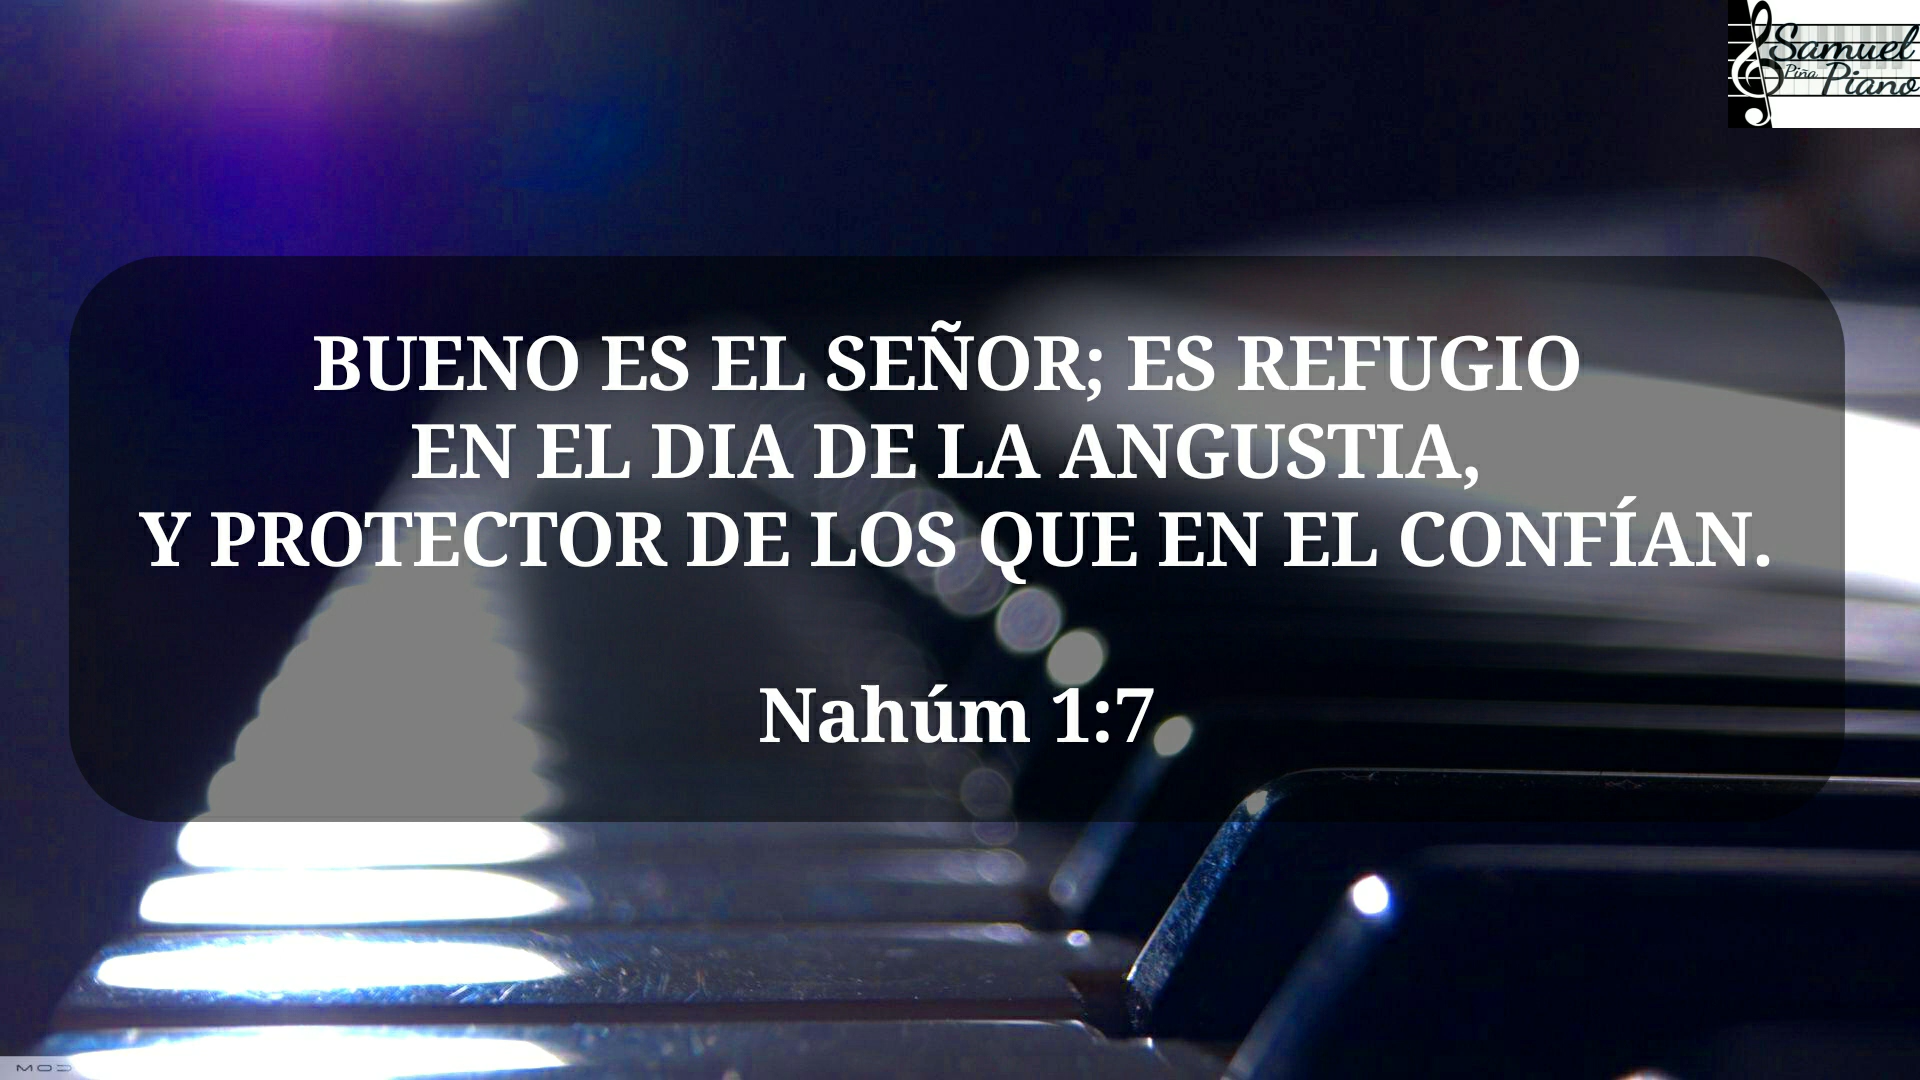 Samuel
Piña Piano
BUENO ES EL SEÑOR; ES REFUGIO
EN EL DIA DE LA ANGUSTIA,
Y PROTECTOR DE LOS QUE EN EL CONFÍAN.
Nahúm 1:7